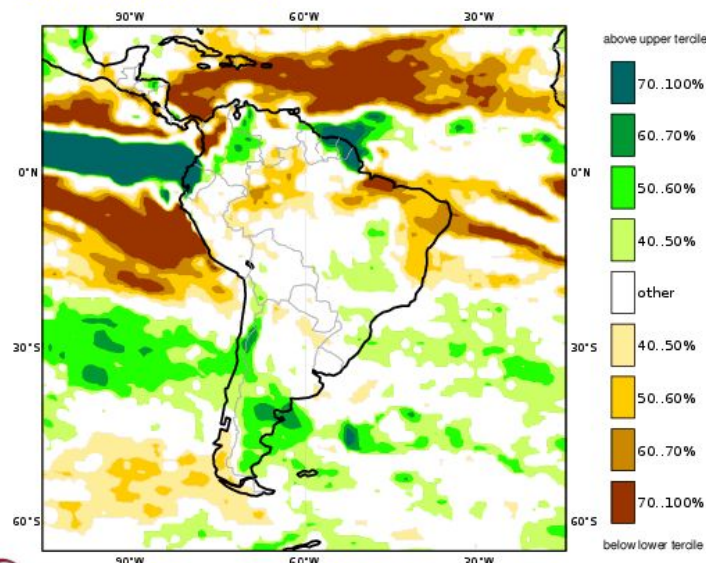 90°W 60°W 30°W
above upper tercile
70..100%
60..70%
50..60%
40..50%
other
40..50%
50..60%
60..70%
70..100%
below lower tercile
0°N 0°N
30°S 30°S
60°S 60°S
90°W 60°W 30°W